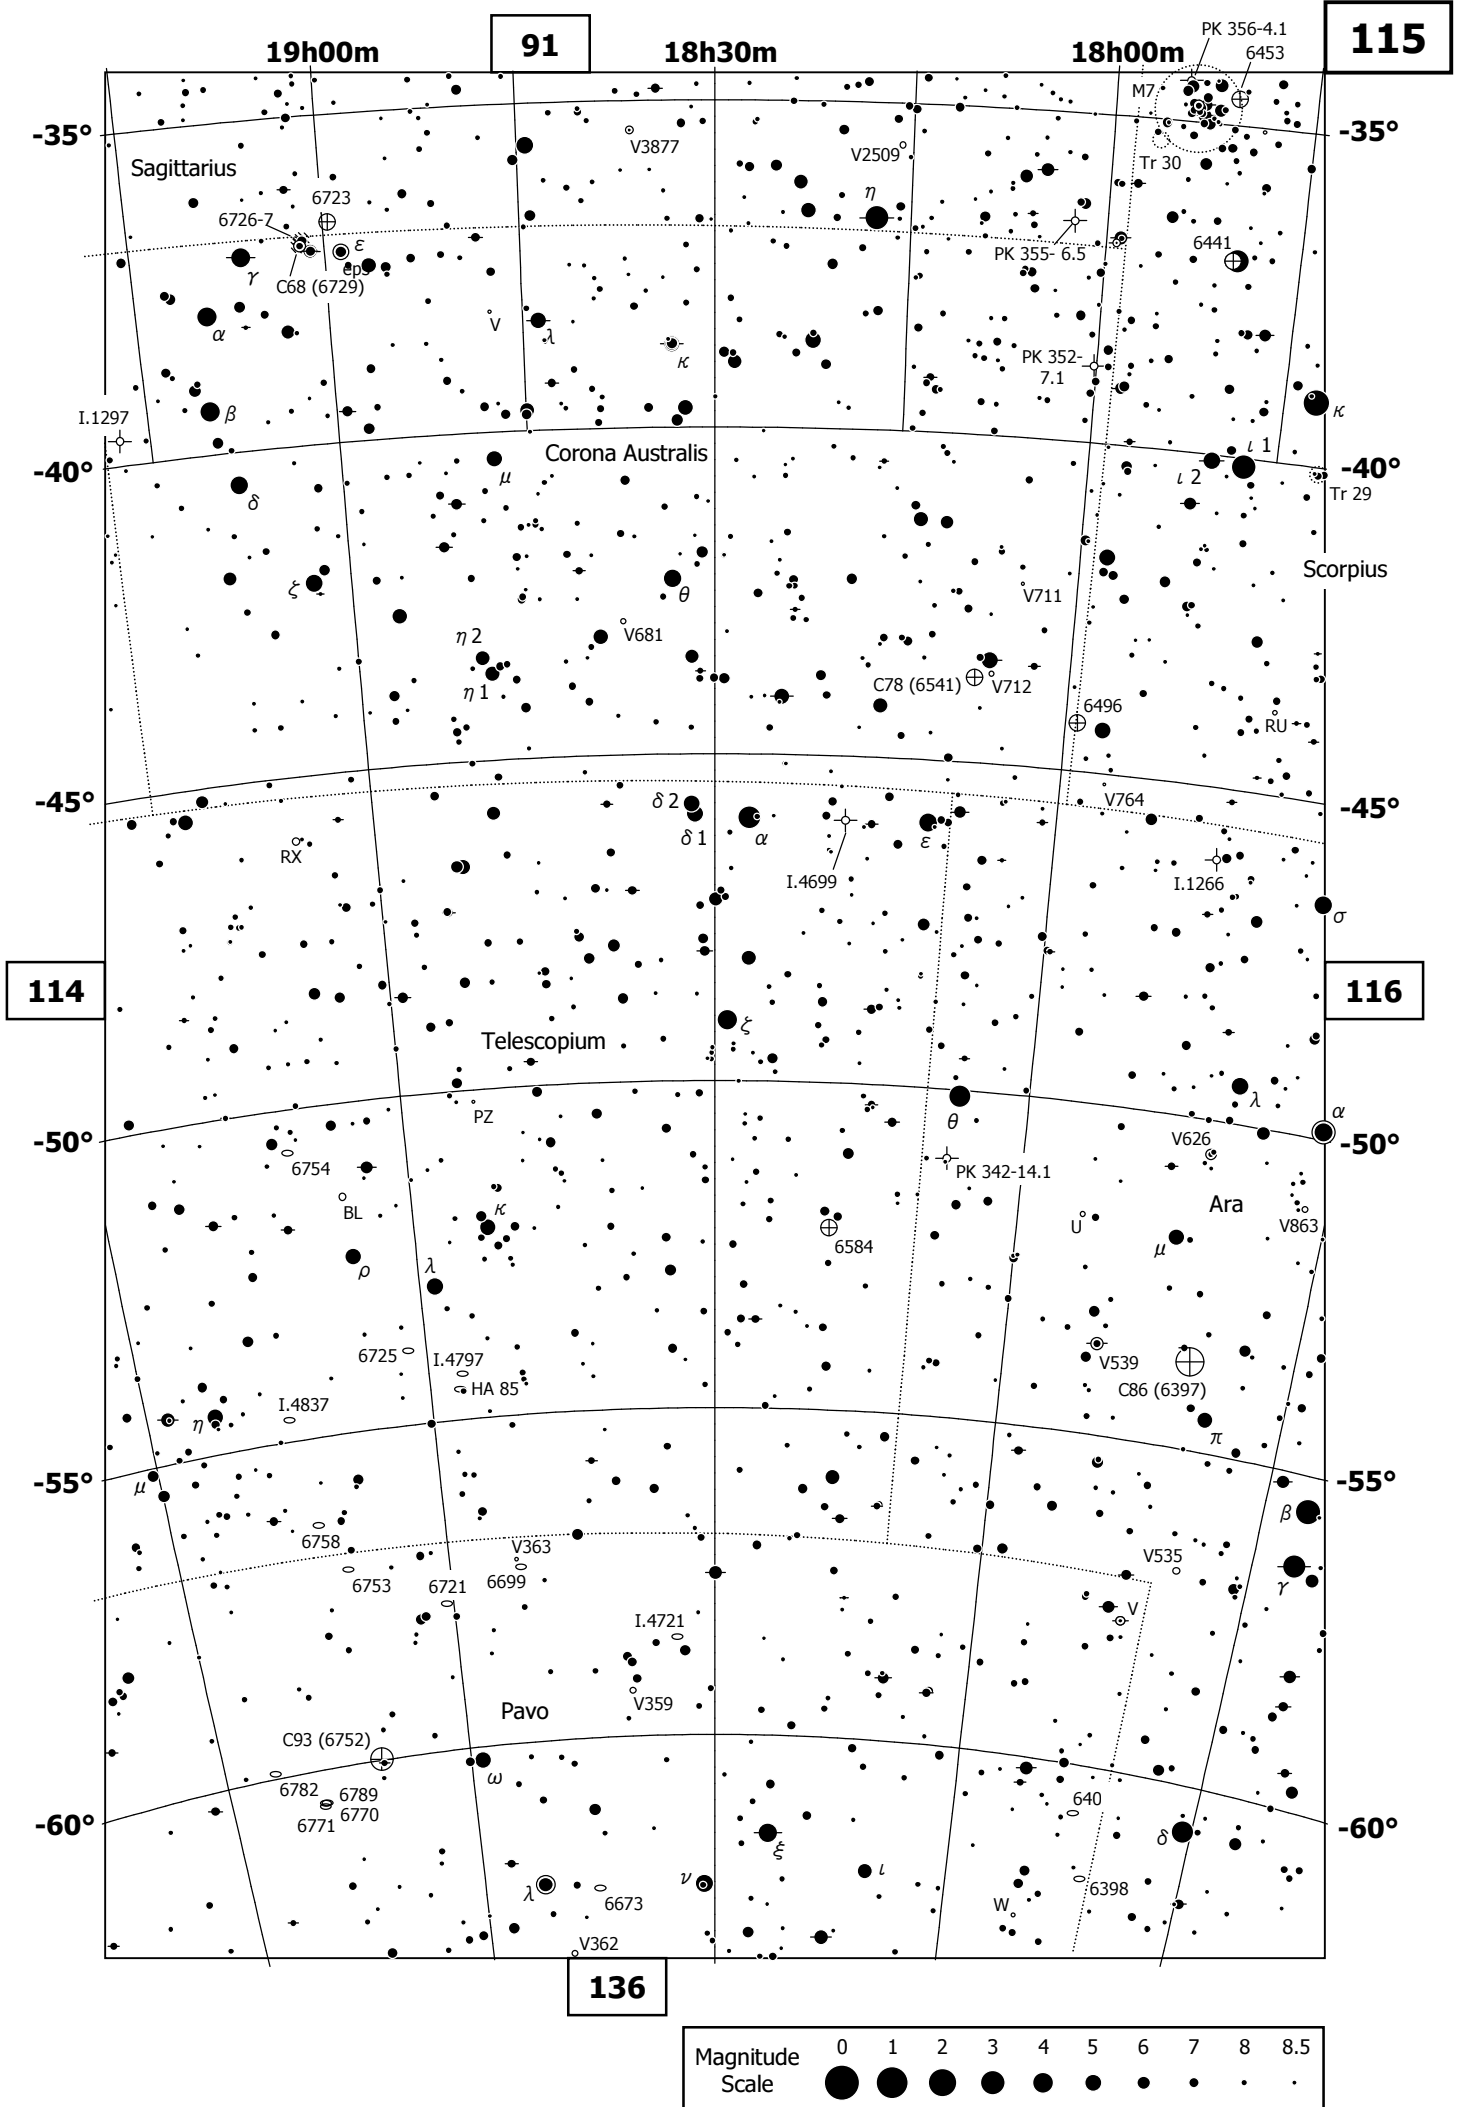 PK 356-4.1
115
91
19h00m
18h30m
18h00m
6453
M7
-35°
-35°
V3877
V2509
Tr 30
Sagittarius
6723
η
6726-7
ε
eps
6441
PK 355- 6.5
γ
C68 (6729)
V
α
λ
κ
PK 352-
7.1
I.1297
β
κ
Corona Australis
ι 1
-40°
-40°
μ
ι 2
δ
Tr 29
Scorpius
ζ
θ
V711
η 2
V681
η 1
C78 (6541)
V712
6496
RU
-45°
-45°
δ 2
V764
δ 1
α
ε
RX
I.4699
I.1266
σ
114
116
ζ
Telescopium
λ
PZ
θ
α
-50°
-50°
V626
6754
PK 342-14.1
BL
κ
Ara
U
V863
6584
μ
ρ
λ
6725
I.4797
V539
HA 85
C86 (6397)
I.4837
η
π
-55°
-55°
μ
β
6758
V363
V535
6753
6721
6699
γ
I.4721
V
V359
Pavo
C93 (6752)
ω
6782
6789
6770
640
6771
-60°
-60°
ξ
δ
ν
ι
λ
6673
6398
W
V362
136
Magnitude
Scale
0 1 2 3 4 5 6 7 8 8.5